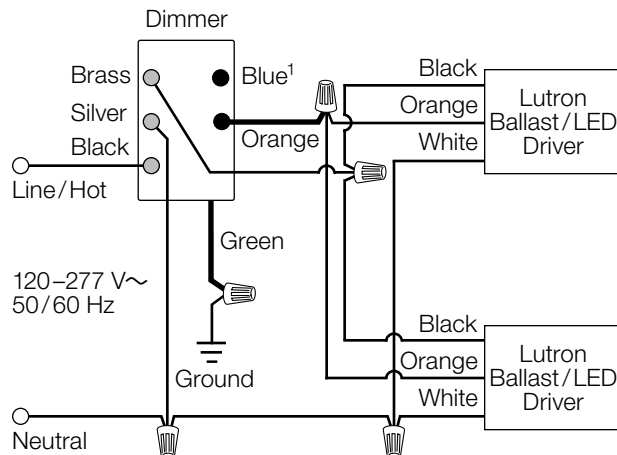 Dimmer
Brass
Blue¹
Silver
Orange
Black
Line/Hot
Green
120–277 V~
50/60 Hz
Ground
Neutral
Black
Orange
White
Lutron
Ballast/LED
Driver
Black
Orange
White
Lutron
Ballast/LED
Driver